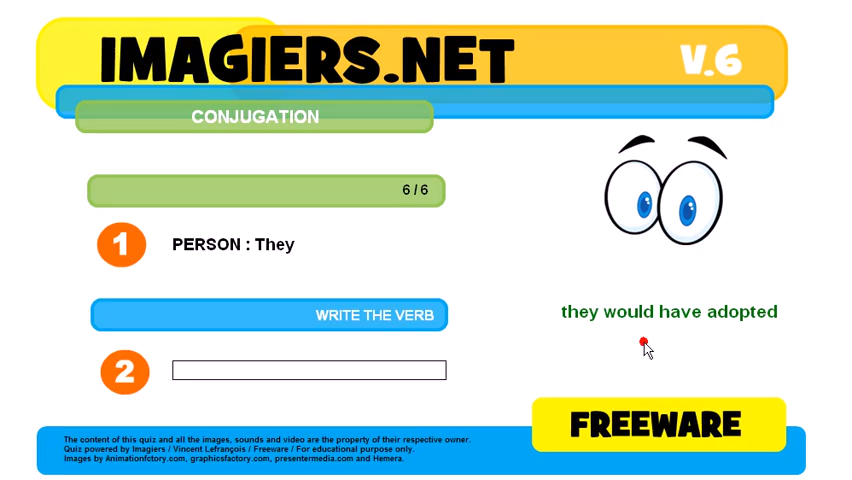 IMAGIERS.NET
V.6
CONJUGATION
6 / 6
1
PERSON : They
WRITE THE VERB
they would have adopted
2
FREEWARE
The content of this quiz and all the images, sounds and video are the property of their respective owner.
Quiz powered by Imagiers / Vincent Lefrançois / Freeware / For educational purpose only.
Images by Animationfctory.com, graphicsfactory.com, presentermedia.com and Hemera.